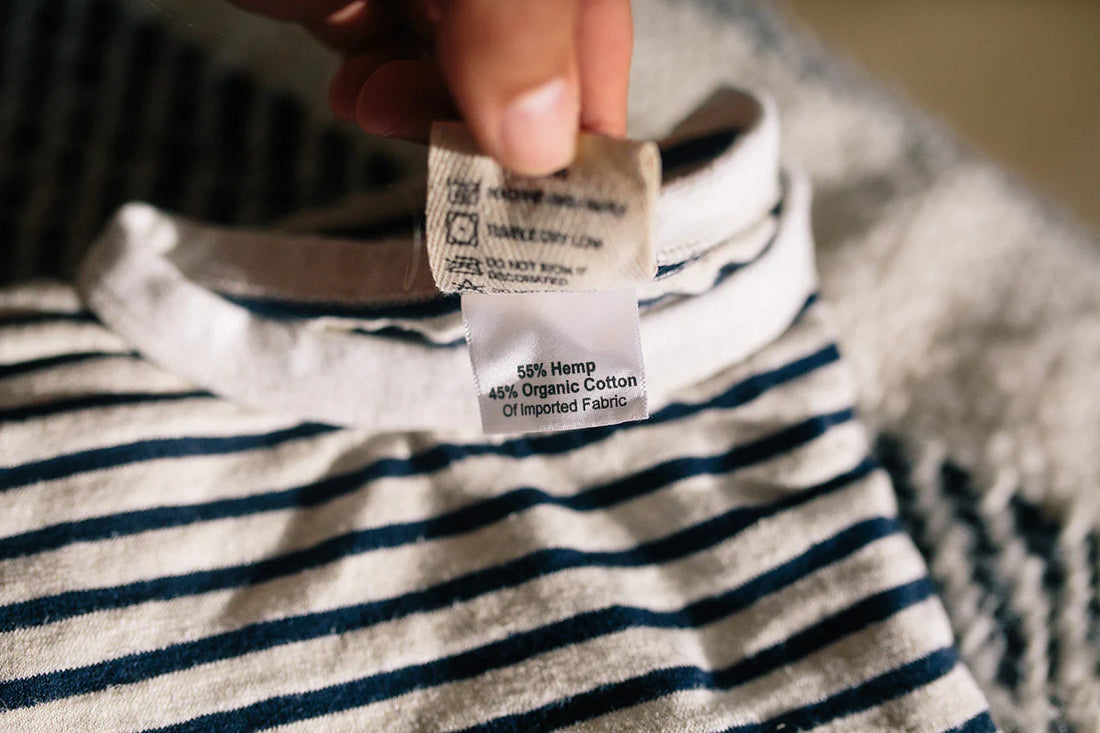 TUMBLE DRY LOW
DO NOT IRON IF
DECORATED
55% Hemp
45% Organic Cotton
Of Imported Fabric